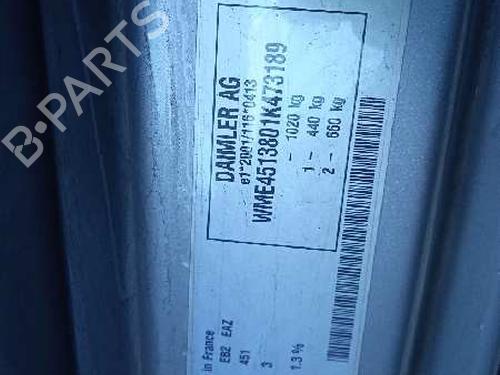 DAIMLER AG
e1*2001/116*0413
WME4513801K473189
- 1020 kg
1 - 440 kg
2 - 660 kg
in France
EB2 EAZ
451
3
1.3 %
B-PARTS